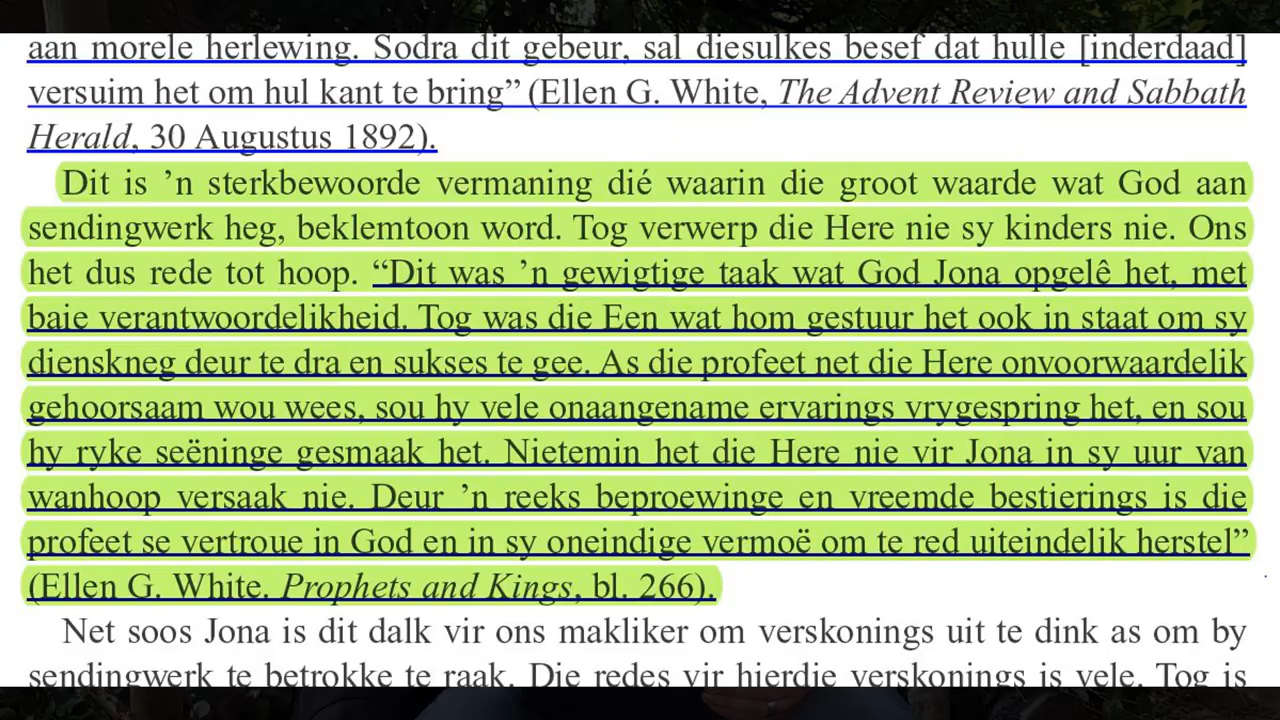 aan morele herlewing. Sodra dit gebeur, sal diesulkes besef dat hulle [inderdaad]
versuim het om hul kant te bring” (Ellen G. White, The Advent Review and Sabbath
Herald, 30 Augustus 1892).
Dit is ’n sterkbewoorde vermaning dié waarin die groot waarde wat God aan
sendingwerk heg, beklemtoon word. Tog verwerp die Here nie sy kinders nie. Ons
het dus rede tot hoop. “Dit was ’n gewigtige taak wat God Jona opgelê het, met
baie verantwoordelikheid. Tog was die Een wat hom gestuur het ook in staat om sy
dienskneg deur te dra en sukses te gee. As die profeet net die Here onvoorwaardelik
gehoorsaam wou wees, sou hy vele onaangename ervarings vrygespring het, en sou
hy ryke seëninge gesmaak het. Nietemin het die Here nie vir Jona in sy uur van
wanhoop versaak nie. Deur ’n reeks beproewinge en vreemde bestierings is die
profeet se vertroue in God en in sy oneindige vermoë om te red uiteindelik herstel”
(Ellen G. White. Prophets and Kings, bl. 266).
Net soos Jona is dit dalk vir ons makliker om verskonings uit te dink as om by
sendingwerk te betrokke te raak. Die redes vir hierdie verskonings is vele. Tog is